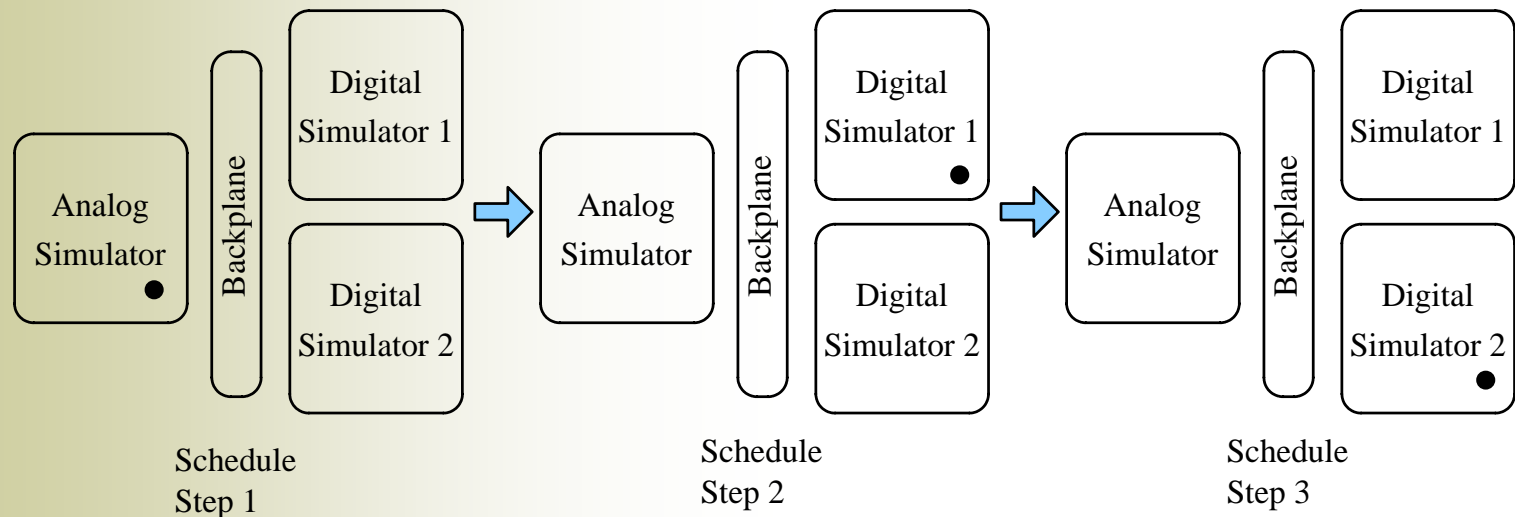 Analog
Simulator
Backplane
Digital
Simulator 1
Digital
Simulator 2
Schedule
Step 1
Analog
Simulator
Backplane
Digital
Simulator 1
Digital
Simulator 2
Schedule
Step 2
Analog
Simulator
Backplane
Digital
Simulator 1
Digital
Simulator 2
Schedule
Step 3